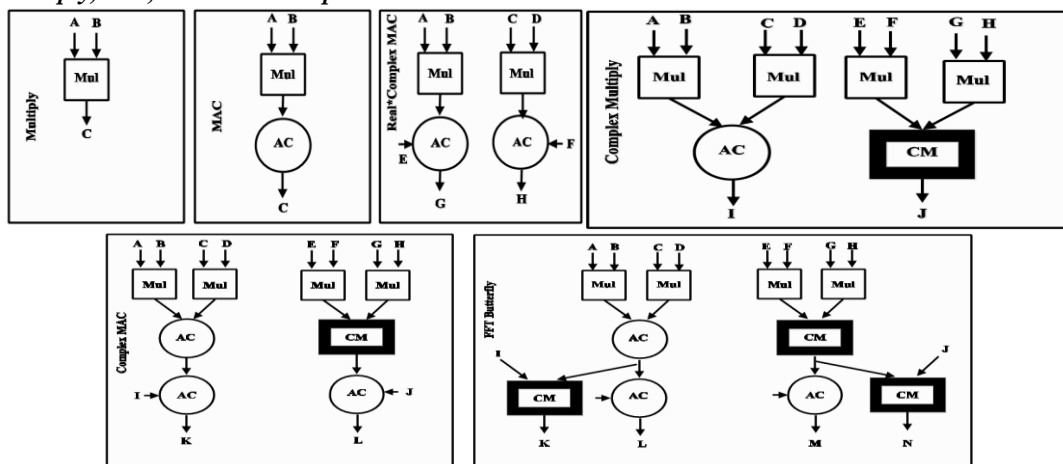 A B
Mul
C
Multiply
A B
Mul
AC
C
MAC
A B C D
Mul Mul
AC AC
E F
G H
Real*Complex MAC
A B C D E F G H
Mul Mul Mul Mul
AC CM
I J
Complex Multiply
A B C D E F G H
Mul Mul Mul Mul
AC CM
I AC AC J
K L
Complex MAC
A B C D E F G H
Mul Mul Mul Mul
AC CM
I J
CM AC AC CM
K L M N
FFT Butterfly